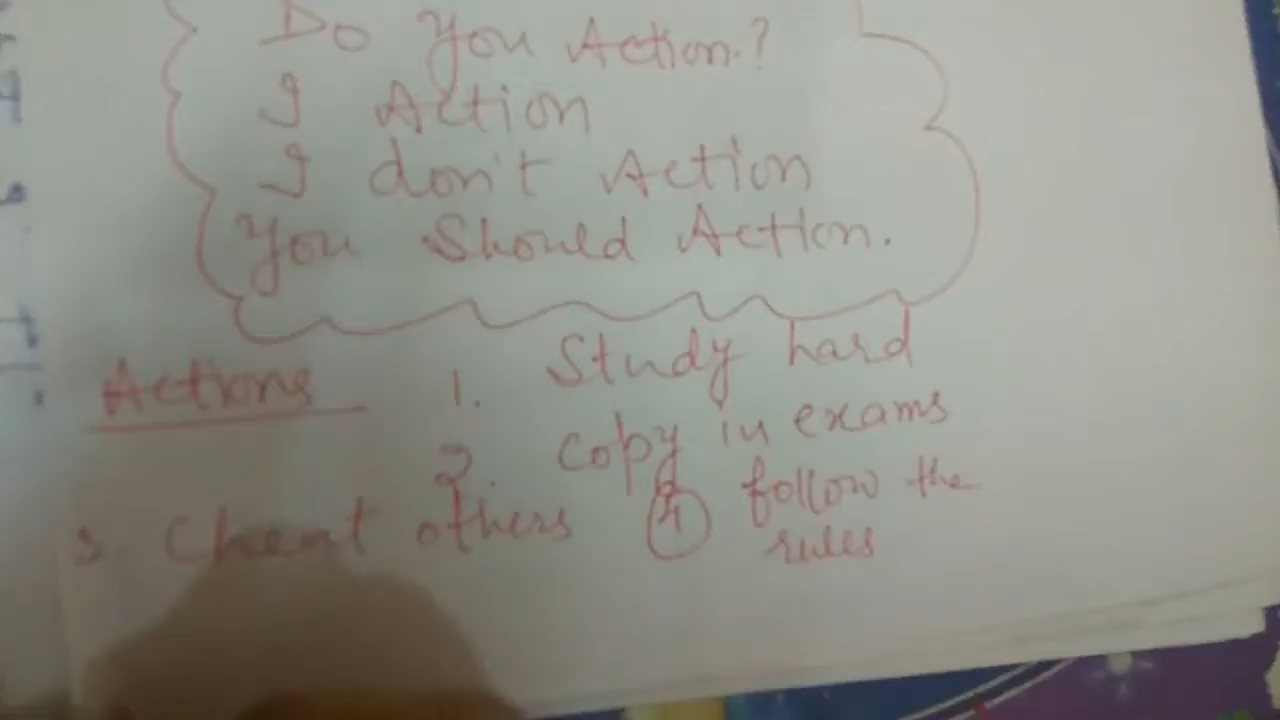 Do You Action.?
I Action
I don't Action
You Should Action.
Actions 1. Study hard
2. Copy in exams
3 Cheat others 4 follow the
rules